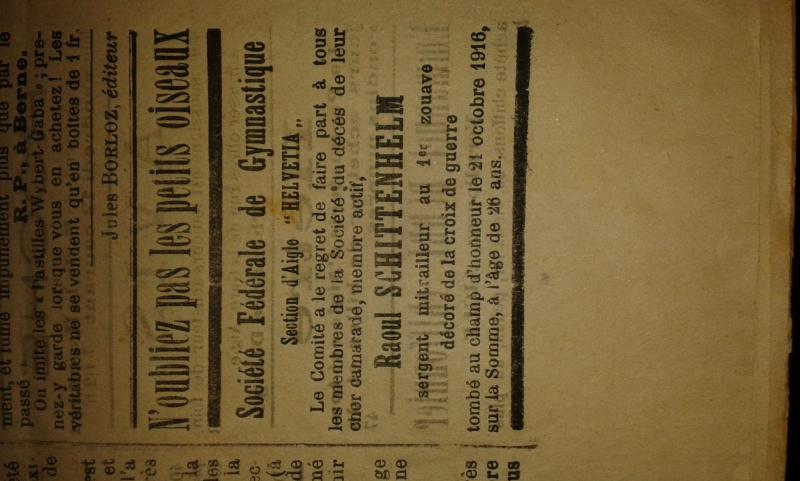 ment, et fume impunément plus que par le
passé R. P., à Berne.
On imite les « Pastilles Wybert-Gaba » ; pre-
nez-y garde lorsque vous en achetez! Les
véritables ne se vendent qu'en boîtes de 1 fr.
Jules BORLOZ, éditeur
N'oubliez pas les petits oiseaux
Société Fédérale de Gymnastique
Section d'Aigle "HELVETIA"
Le Comité a le regret de faire part à tous
les membres de la Société du décès de leur
cher camarade, membre actif,
Raoul SCHITTENHELM
sergent mitrailleur au 1er zouave
décoré de la croix de guerre
tombé au champ d'honneur le 21 octobre 1916,
sur la Somme, à l'âge de 26 ans.